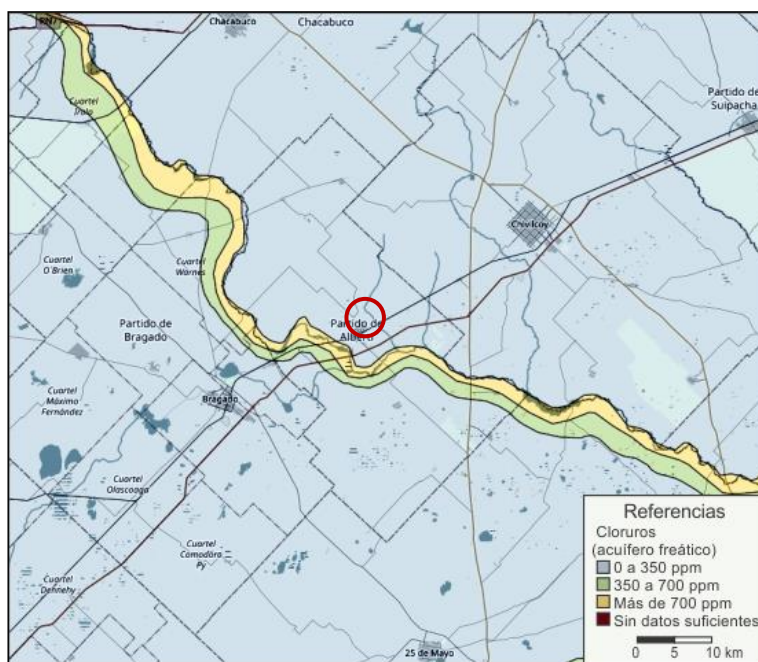 RN7
Chacabuco
Chacabuco
Cuartel
Irala
Partido de
Suipacha
Chivilcoy
Cuartel
O'Brien
Cuartel
Warnes
Partido de
Bragado
Partido de
Alberti
Cuartel
Máximo
Fernández
Bragado
Cuartel
Olascoaga
Cuartel
Comodoro
Py
Cuartel
Dennehy
25 de Mayo
Referencias
Cloruros
(acuífero freático)
0 a 350 ppm
350 a 700 ppm
Más de 700 ppm
Sin datos suficientes
0 5 10 km